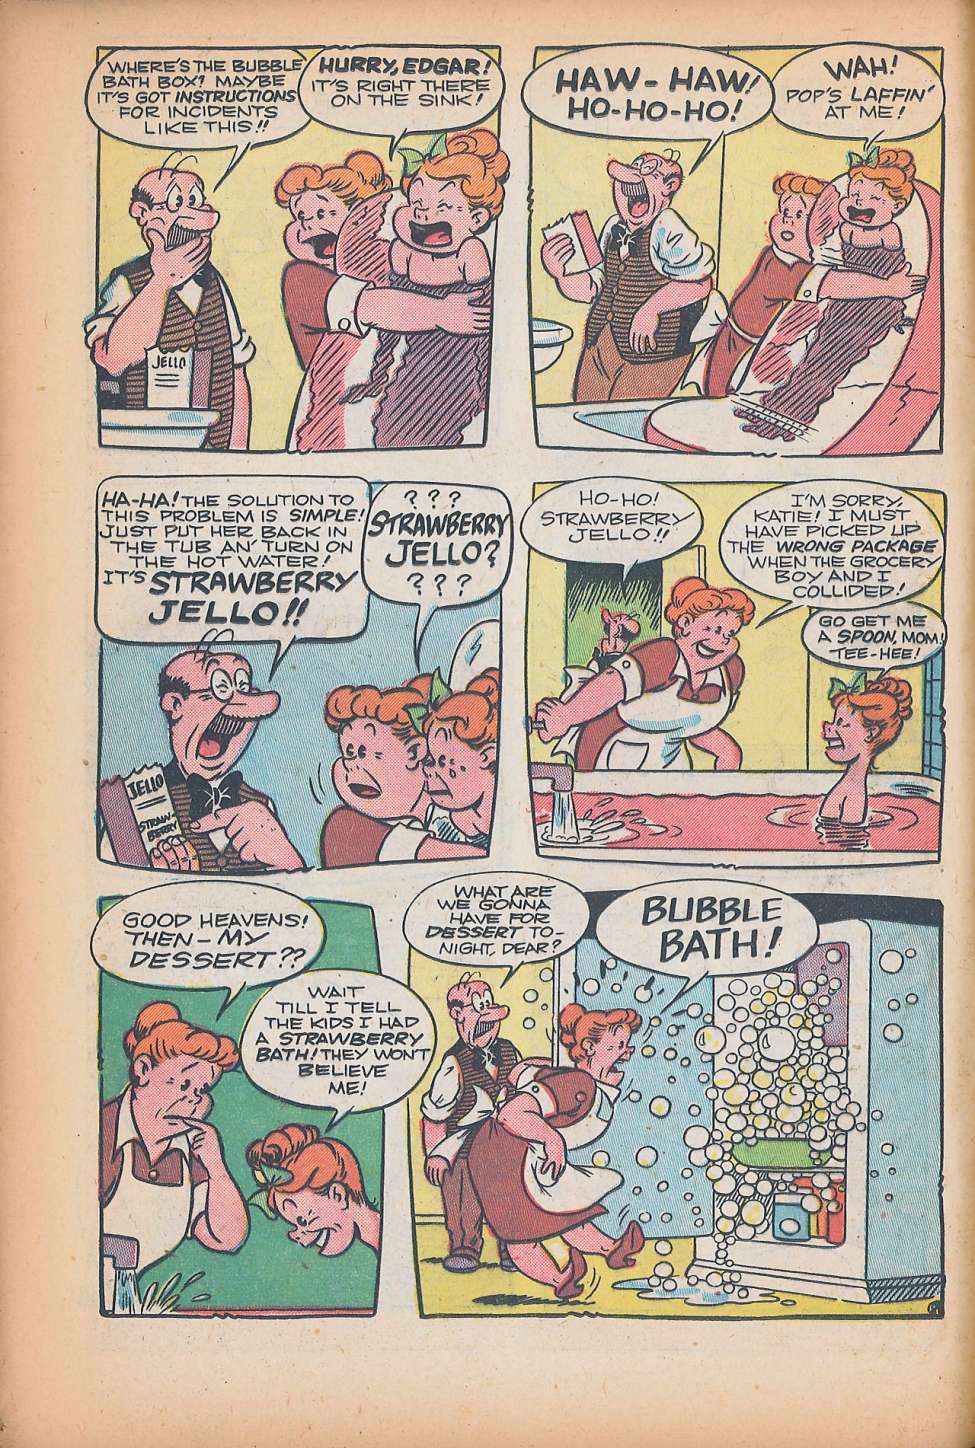 WHERE'S THE BUBBLE
BATH BOX? MAYBE
IT'S GOT INSTRUCTIONS
FOR INCIDENTS
LIKE THIS!!
HURRY, EDGAR!
IT'S RIGHT THERE
ON THE SINK!
JELLO
HAW-HAW!
HO-HO-HO!
WAH!
POP'S LAFFIN'
AT ME!
HA-HA! THE SOLUTION TO
THIS PROBLEM IS SIMPLE!
JUST PUT HER BACK IN
THE TUB AN' TURN ON
THE HOT WATER!
IT'S STRAWBERRY
JELLO!!
? ? ?
STRAWBERRY
JELLO?
? ? ?
JELLO
STRAW-
BERRY
HO-HO!
STRAWBERRY
JELLO!!
I'M SORRY,
KATIE! I MUST
HAVE PICKED UP
THE WRONG PACKAGE
WHEN THE GROCERY
BOY AND I
COLLIDED!
GO GET ME
A SPOON, MOM!
TEE-HEE!
GOOD HEAVENS!
THEN-MY
DESSERT??
WAIT
TILL I TELL
THE KIDS I HAD
A STRAWBERRY
BATH! THEY WON'T
BELIEVE
ME!
WHAT ARE
WE GONNA
HAVE FOR
DESSERT TO-
NIGHT, DEAR?
BUBBLE
BATH!